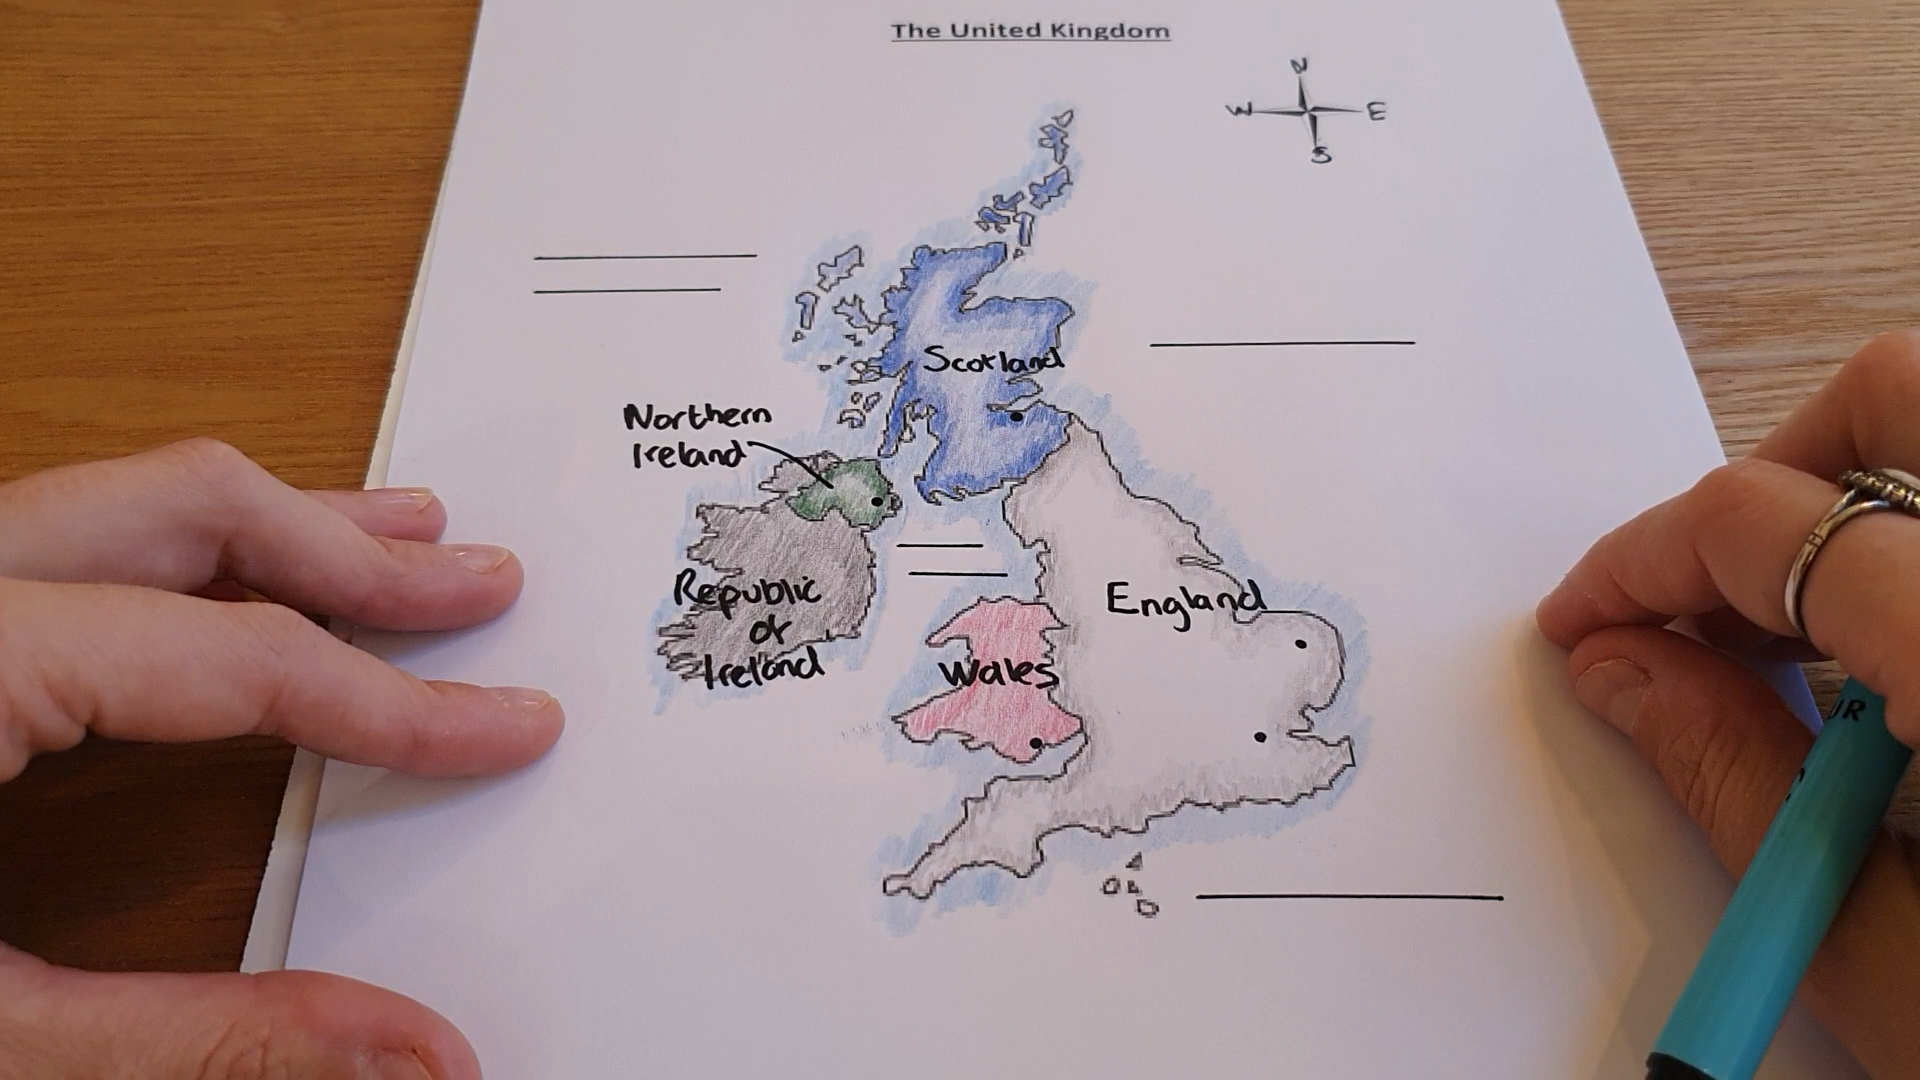 The United Kingdom
N
W E
S
Scotland
Northern
Ireland
England
Republic
of
Ireland
Wales